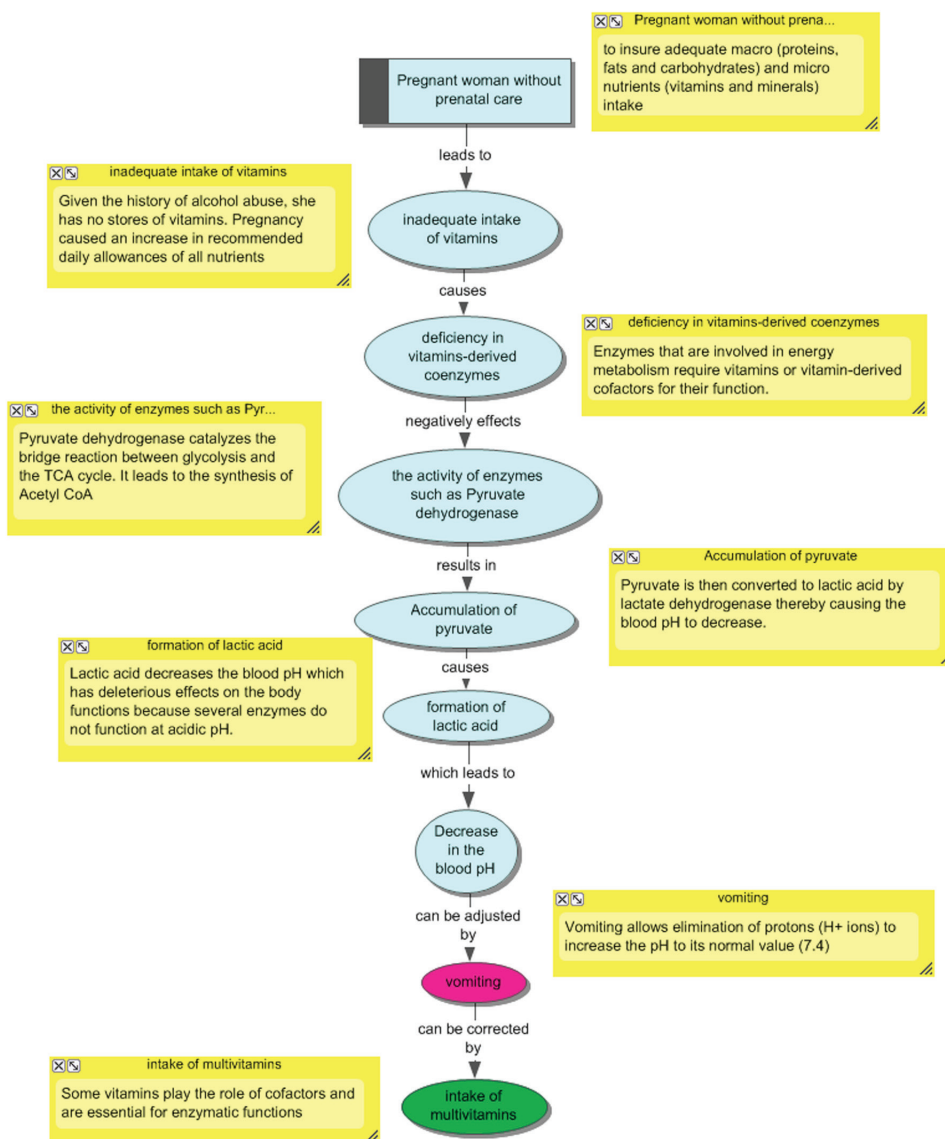 Pregnant woman without prena...
to insure adequate macro (proteins,
fats and carbohydrates) and micro
nutrients (vitamins and minerals)
intake
Pregnant woman without
prenatal care
leads to
inadequate intake of vitamins
Given the history of alcohol abuse, she
has no stores of vitamins. Pregnancy
caused an increase in recommended
daily allowances of all nutrients
inadequate intake
of vitamins
causes
deficiency in
vitamins-derived
coenzymes
deficiency in vitamins-derived coenzymes
Enzymes that are involved in energy
metabolism require vitamins or vitamin-derived
cofactors for their function.
negatively effects
the activity of enzymes such as Pyr...
Pyruvate dehydrogenase catalyzes the
bridge reaction between glycolysis and
the TCA cycle. It leads to the synthesis of
Acetyl CoA
the activity of enzymes
such as Pyruvate
dehydrogenase
results in
Accumulation of pyruvate
Pyruvate is then converted to lactic acid by
lactate dehydrogenase thereby causing the
blood pH to decrease.
Accumulation of
pyruvate
causes
formation of lactic acid
Lactic acid decreases the blood pH which
has deleterious effects on the body
functions because several enzymes do
not function at acidic pH.
formation of
lactic acid
which leads to
Decrease
in the
blood pH
can be adjusted
by
vomiting
Vomiting allows elimination of protons (H+ ions) to
increase the pH to its normal value (7.4)
vomiting
can be corrected
by
intake of multivitamins
Some vitamins play the role of cofactors and
are essential for enzymatic functions
intake of
multivitamins